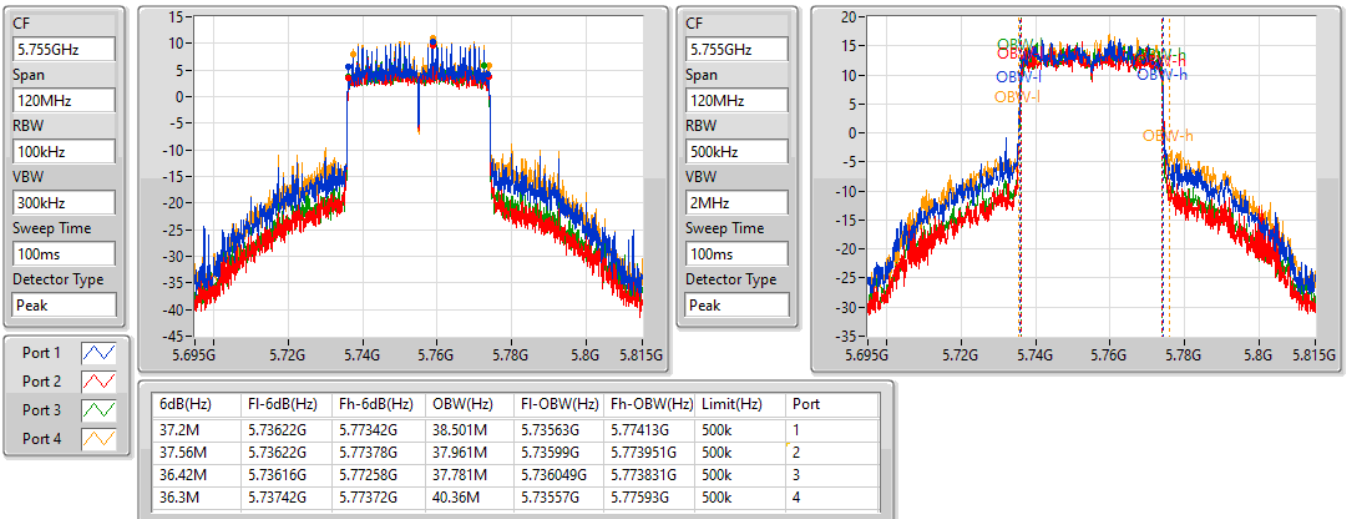 CF
5.755GHz
Span
120MHz
RBW
100kHz
VBW
300kHz
Sweep Time
100ms
Detector Type
Peak
15
10
5
0
-5
-10
-15
-20
-25
-30
-35
-40
-45
5.695G 5.72G 5.74G 5.76G 5.78G 5.8G 5.815G
CF
5.755GHz
Span
120MHz
RBW
500kHz
VBW
2MHz
Sweep Time
100ms
Detector Type
Peak
20
15
10
5
0
-5
-10
-15
-20
-25
-30
-35
5.695G 5.72G 5.74G 5.76G 5.78G 5.8G 5.815G
OBW-l
OBW-l
OBW-h
OBW-h
Port 1
Port 2
Port 3
Port 4
6dB(Hz) Fl-6dB(Hz) Fh-6dB(Hz) OBW(Hz) Fl-OBW(Hz) Fh-OBW(Hz) Limit(Hz) Port
37.2M 5.73622G 5.77342G 38.501M 5.73563G 5.77413G 500k 1
37.56M 5.73622G 5.77378G 37.961M 5.73599G 5.773951G 500k 2
36.42M 5.73616G 5.77258G 37.781M 5.736049G 5.773831G 500k 3
36.3M 5.73742G 5.77372G 40.36M 5.73557G 5.77593G 500k 4